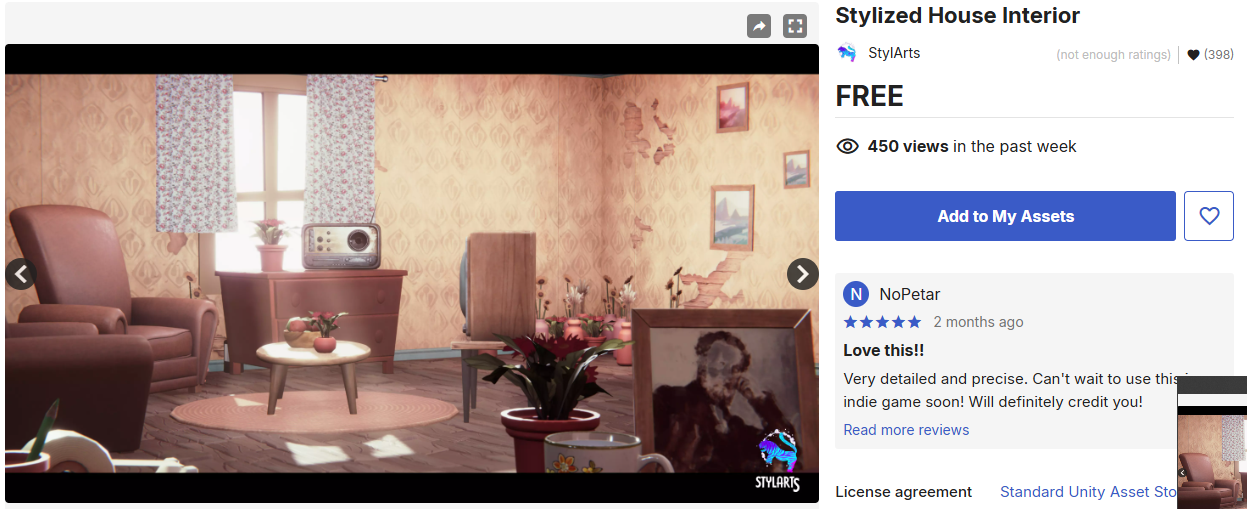 Stylized House Interior
StylArts
(not enough ratings)
(398)
FREE
450 views in the past week
Add to My Assets
N
NoPetar
2 months ago
Love this!!
Very detailed and precise. Can't wait to use this
indie game soon! Will definitely credit you!
Read more reviews
License agreement
Standard Unity Asset Sto
STYLARTS